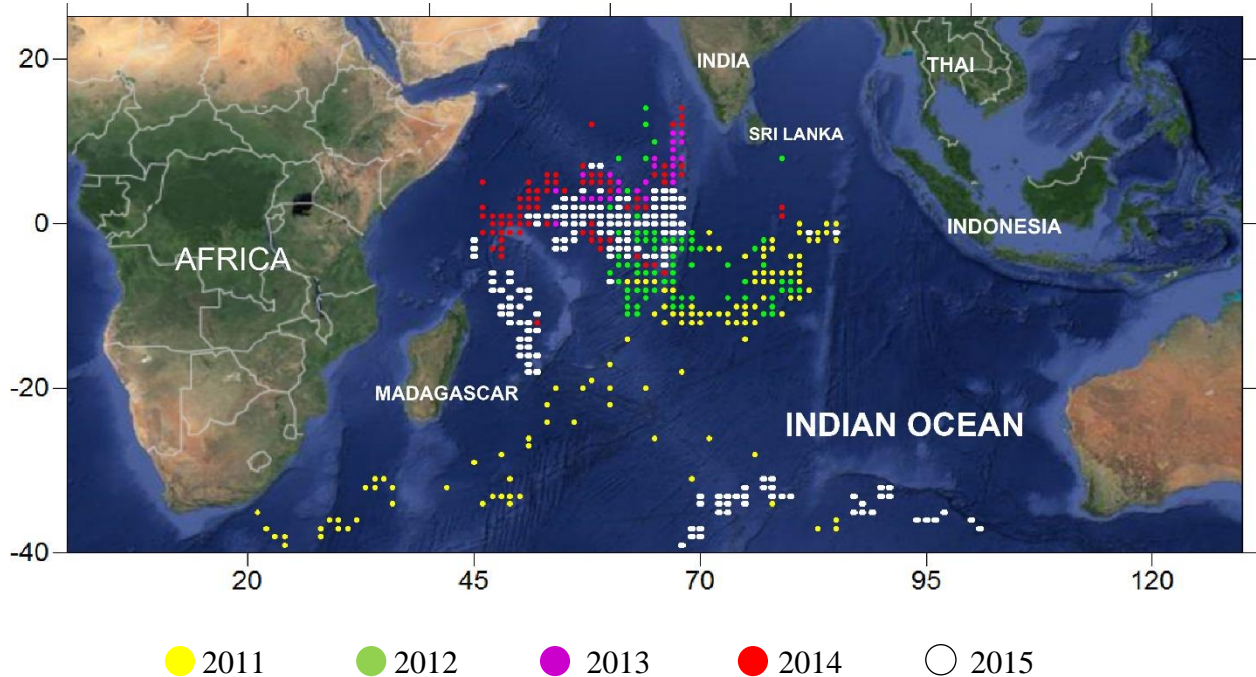 20
INDIA
THAI
SRI LANKA
0
INDONESIA
AFRICA
-20
MADAGASCAR
INDIAN OCEAN
-40
20 45 70 95 120
2011 2012 2013 2014 2015